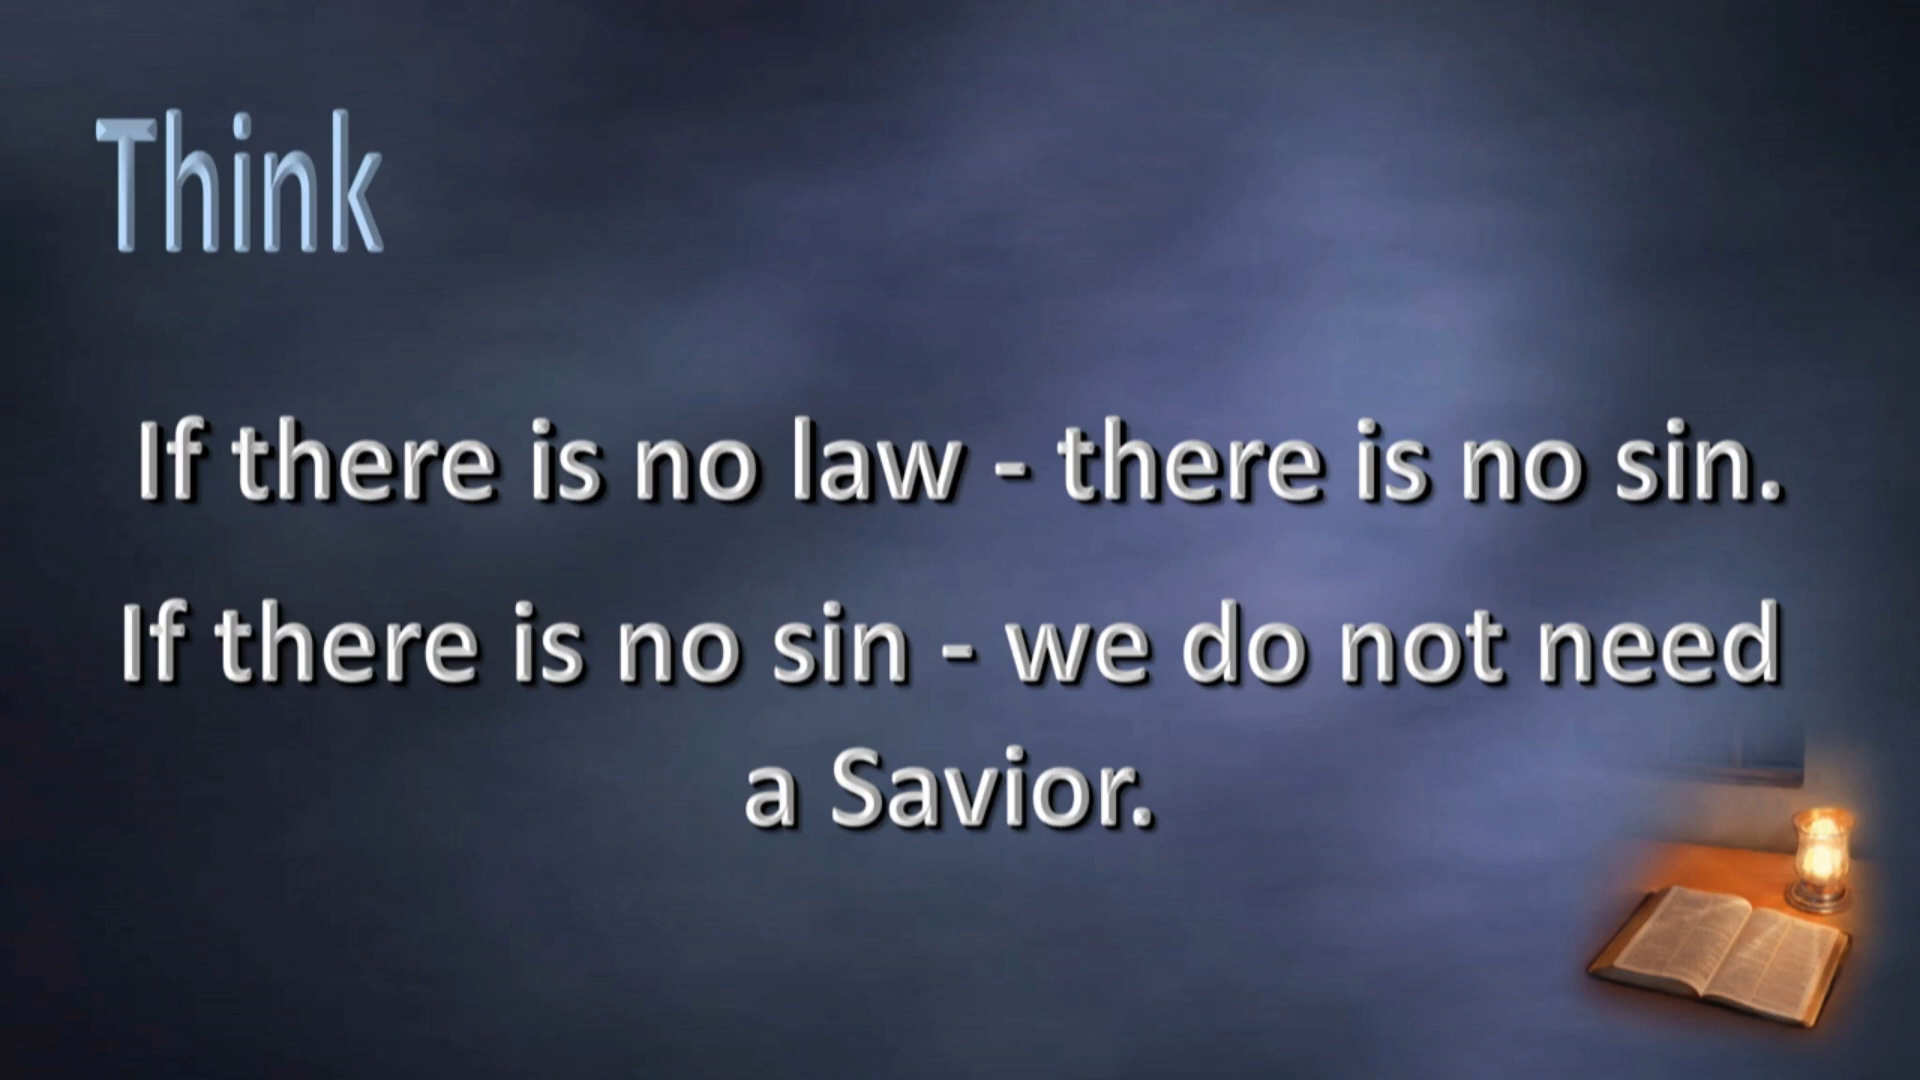 Think
If there is no law - there is no sin.
If there is no sin - we do not need
a Savior.